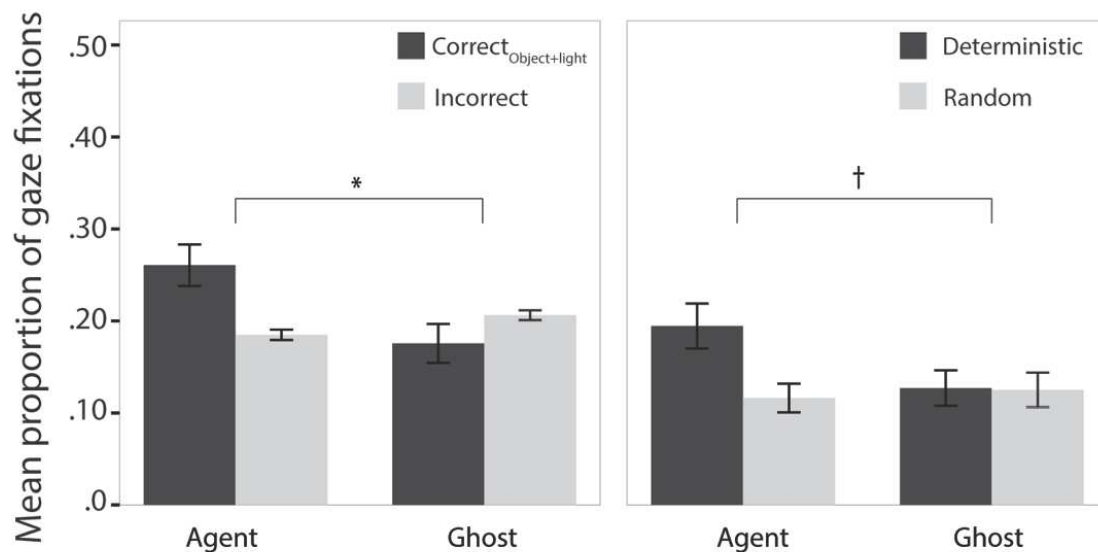 Mean proportion of gaze fixations
.50
.40
.30
.20
.10
.0
Correct Object+light
Incorrect
*
Agent
Ghost
Deterministic
Random
†
Agent
Ghost